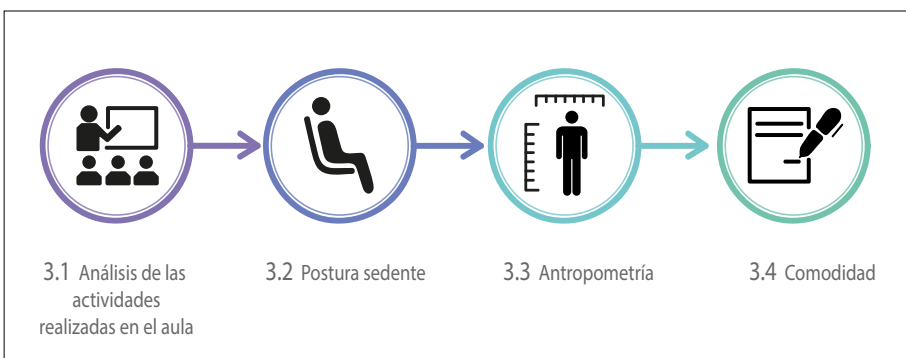 3.1 Análisis de las
actividades
realizadas en el aula
3.2 Postura sedente
3.3 Antropometría
3.4 Comodidad